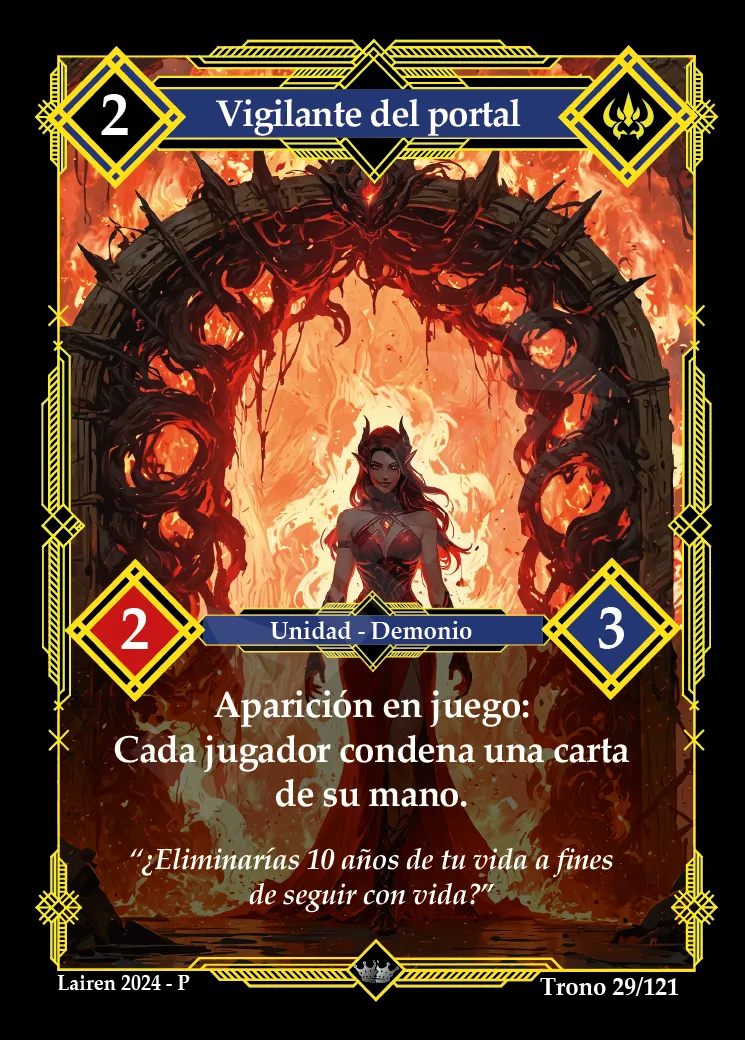 2
Vigilante del portal
2
Unidad - Demonio
3
Aparición en juego:
Cada jugador condena una carta
de su mano.
“¿Eliminarías 10 años de tu vida a fines
de seguir con vida?”
Lairen 2024 - P
Trono 29/121